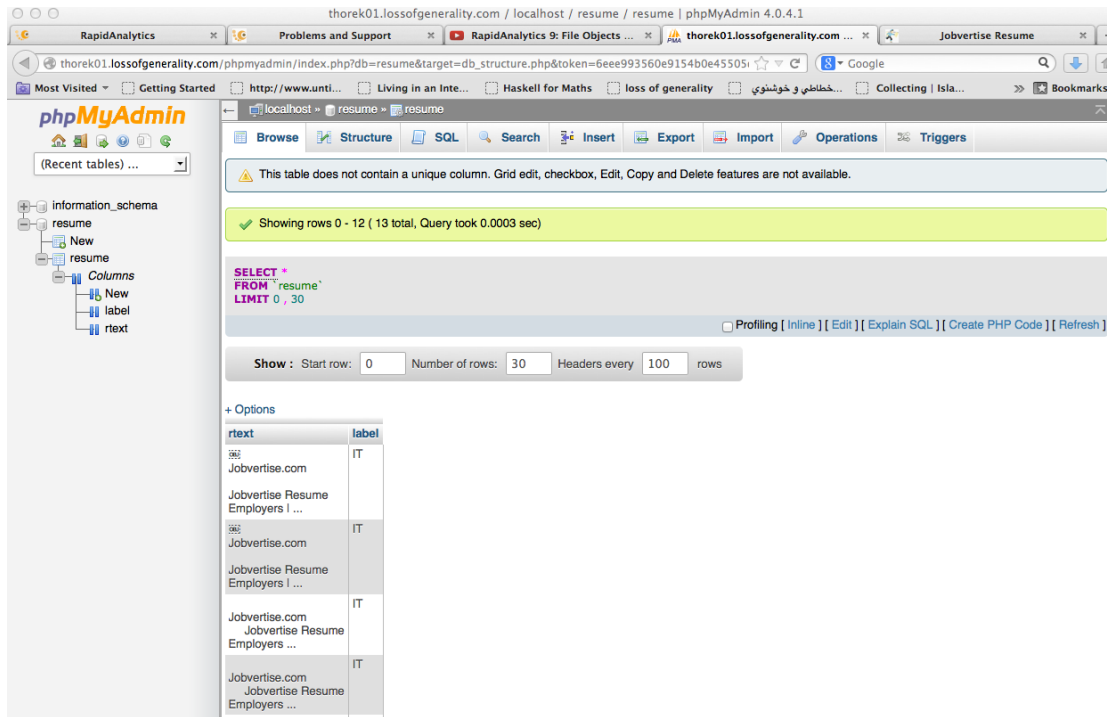 thorek01.lossofgenerality.com / localhost / resume / resume | phpMyAdmin 4.0.4.1
RapidAnalytics
Problems and Support
RapidAnalytics 9: File Objects ...
thorek01.lossofgenerality.com ...
Jobvertise Resume
thorek01.lossofgenerality.com/phpmyadmin/index.php?db=resume&target=db_structure.php&token=6eee993560e9154b0e45505
Google
Most Visited
Getting Started
http://www.unti...
Living in an Inte...
Haskell for Maths
loss of generality
خطاطي و خوشنوي...
Collecting | Isla...
Bookmarks
phpMyAdmin
(Recent tables) ...
information_schema
resume
New
resume
Columns
New
label
rtext
localhost » resume » resume
Browse Structure SQL Search Insert Export Import Operations Triggers
This table does not contain a unique column. Grid edit, checkbox, Edit, Copy and Delete features are not available.
Showing rows 0 - 12 ( 13 total, Query took 0.0003 sec)
SELECT *
FROM `resume`
LIMIT 0 , 30
Profiling [ Inline ] [ Edit ] [ Explain SQL ] [ Create PHP Code ] [ Refresh ]
Show : Start row: 0 Number of rows: 30 Headers every 100 rows
+ Options
rtext label
IT
Jobvertise.com
Jobvertise Resume
Employers | ...
IT
Jobvertise.com
Jobvertise Resume
Employers | ...
IT
Jobvertise.com
Jobvertise Resume
Employers ...
IT
Jobvertise.com
Jobvertise Resume
Employers ...